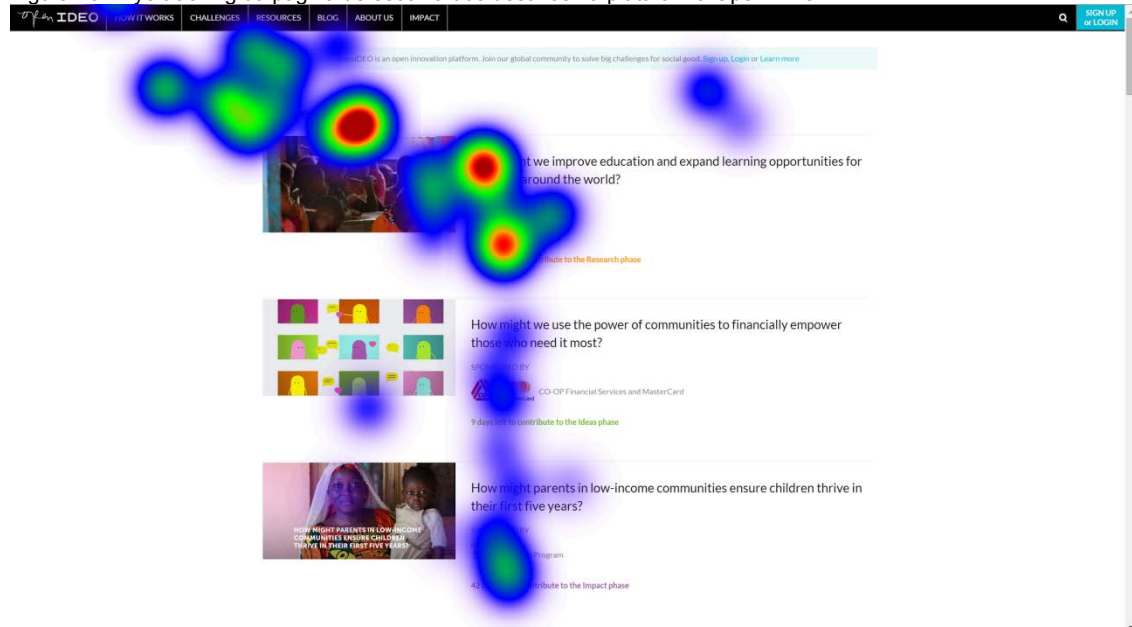 Open IDEO HOW IT WORKS CHALLENGES RESOURCES BLOG ABOUT US IMPACT
SIGN UP
or LOGIN
IDEO is an open innovation platform. Join our global community to solve big challenges for social good. Sign up, Login or Learn more
we improve education and expand learning opportunities for
around the world?
to the Research phase
How might we use the power of communities to financially empower
those who need it most?
SPONSORED BY
CO-OP Financial Services and MasterCard
9 days left to contribute to the Ideas phase
How might parents in low-income communities ensure children thrive in
their first five years?
HOW MIGHT PARENTS IN LOW-INCOME
COMMUNITIES ENSURE CHILDREN
THRIVE IN THEIR FIRST FIVE YEARS?
BY
Program
42
to the Impact phase